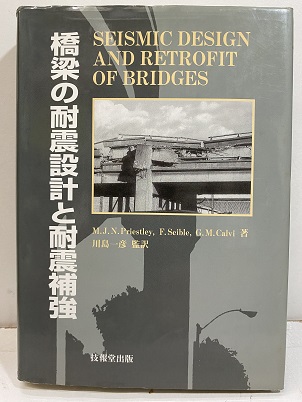 橋梁の耐震設計と耐震補強
SEISMIC DESIGN
AND RETROFIT
OF BRIDGES
M.J.N.Priestley, F.Seible, G.M.Calvi 著
川島一彦 監訳
技報堂出版